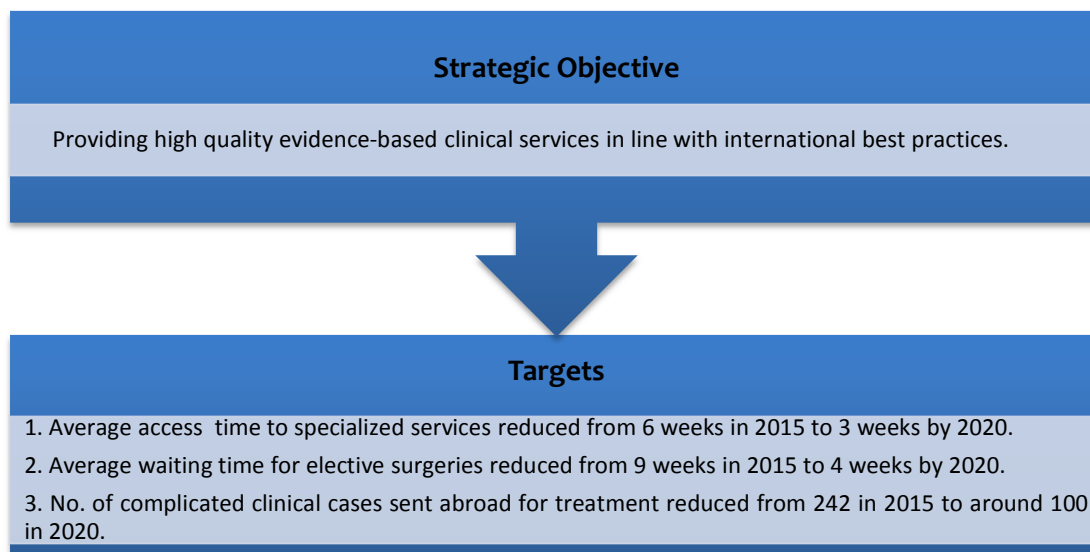 Strategic Objective
Providing high quality evidence-based clinical services in line with international best practices.
Targets
1. Average access time to specialized services reduced from 6 weeks in 2015 to 3 weeks by 2020.
2. Average waiting time for elective surgeries reduced from 9 weeks in 2015 to 4 weeks by 2020.
3. No. of complicated clinical cases sent abroad for treatment reduced from 242 in 2015 to around 100
in 2020.